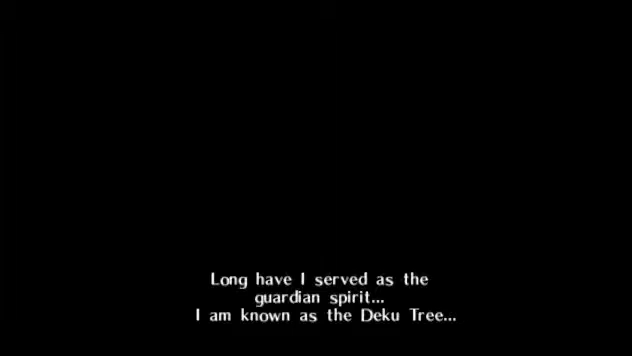 Long have I served as the
guardian spirit...
I am known as the Deku Tree...